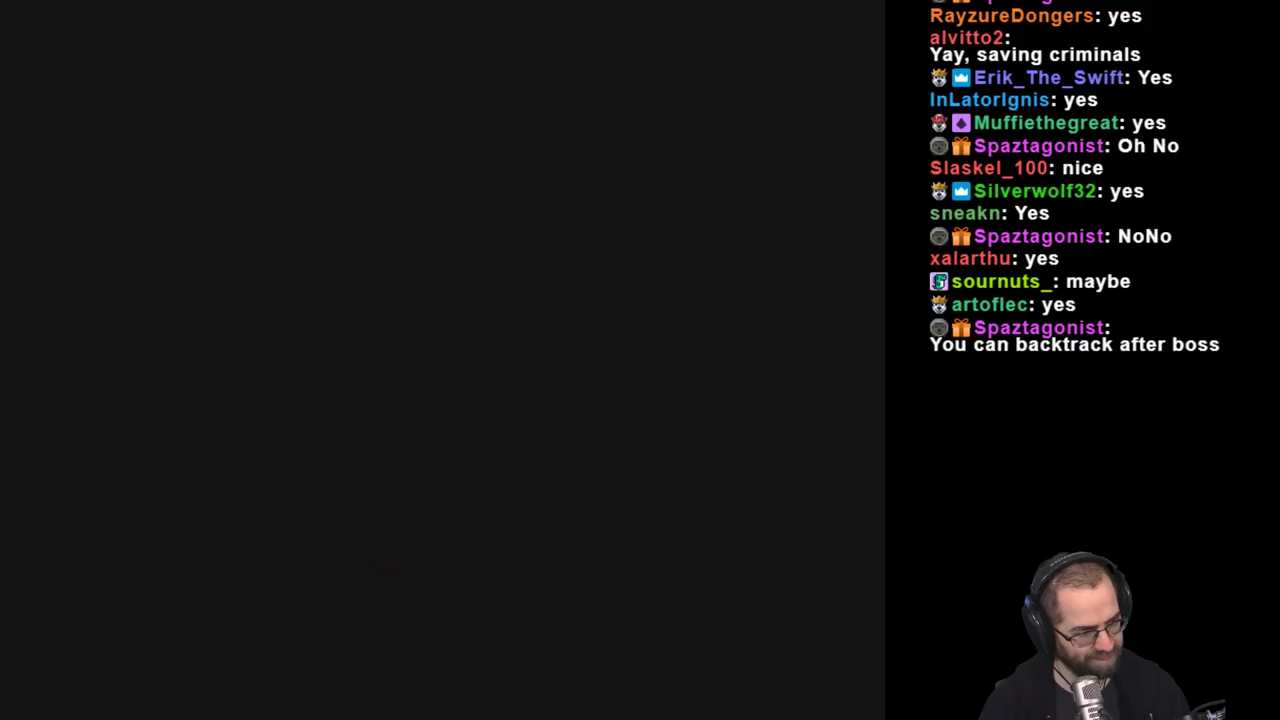 RayzureDongers: yes
alvitto2:
Yay, saving criminals
Erik_The_Swift: Yes
InLatorIgnis: yes
Muffiethegreat: yes
Spaztagonist: Oh No
Slaskel_100: nice
Silverwolf32: yes
sneakn: Yes
Spaztagonist: NoNo
xalarthu: yes
sournuts_: maybe
artoflec: yes
Spaztagonist:
You can backtrack after boss